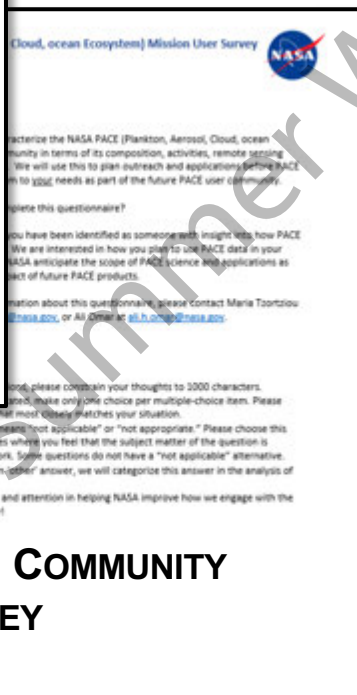 Cloud, ocean Ecosystem) Mission User Survey
NASA
racterize the NASA PACE (Plankton, Aerosol, Cloud, ocean
munity in terms of its composition, activities, remote sensing
We will use this to plan outreach and applications before PACE
m to your needs as part of the future PACE user community.
plete this questionnaire?
you have been identified as someone with insight into how PACE
We are interested in how you plan to use PACE data in your
NASA anticipate the scope of PACE science and applications as
pact of future PACE products.
mation about this questionnaire, please contact Maria Tzortziou
@nasa.gov, or Ali Omar at ali.h.omar@nasa.gov.
please constrain your thoughts to 1000 characters.
ated, make only one choice per multiple-choice item. Please
hat most closely matches your situation.
means "not applicable" or "not appropriate." Please choose this
es where you feel that the subject matter of the question is
ork. Some questions do not have a "not applicable" alternative.
n-'other' answer, we will categorize this answer in the analysis of
and attention in helping NASA improve how we engage with the
!
COMMUNITY
EY
summer W